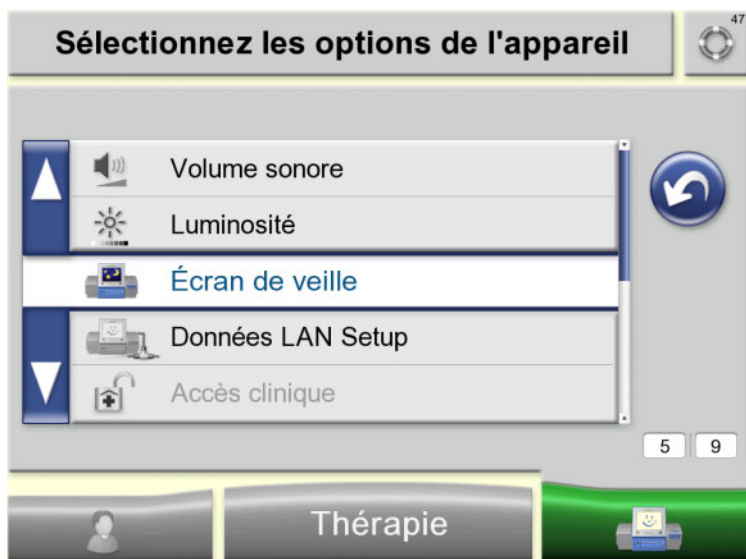 Sélectionnez les options de l'appareil
47
Volume sonore
Luminosité
Écran de veille
Données LAN Setup
Accès clinique
5 9
Thérapie